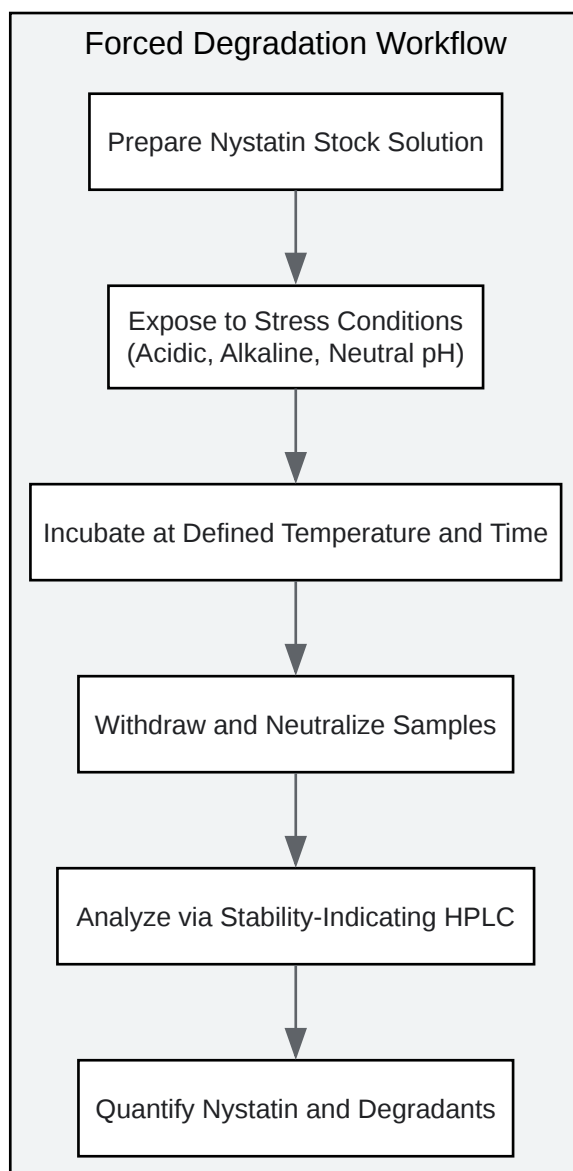 Forced Degradation Workflow
Prepare Nystatin Stock Solution
Expose to Stress Conditions
(Acidic, Alkaline, Neutral pH)
Incubate at Defined Temperature and Time
Withdraw and Neutralize Samples
Analyze via Stability-Indicating HPLC
Quantify Nystatin and Degradants